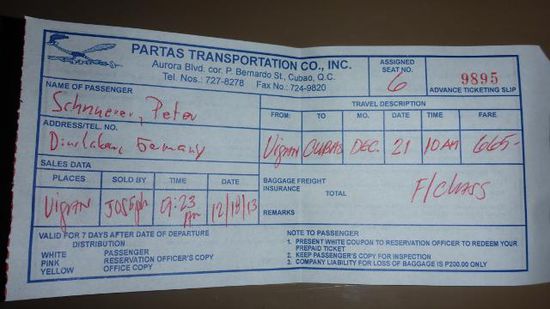 PARTAS TRANSPORTATION CO., INC.
Aurora Blvd. cor. P. Bernardo St., Cubao, Q.C.
Tel. Nos.: 727-8278 Fax No.: 724-9820
ASSIGNED SEAT NO.
6
9895
ADVANCE TICKETING SLIP
NAME OF PASSENGER
Peter
ADDRESS/TEL. NO.
Germany
TRAVEL DESCRIPTION
FROM: TO: MO. DATE TIME FARE
Vigan CUBAO DEC. 21 10AM 665-
SALES DATA
PLACES SOLD BY TIME DATE
Vigan JOSEPH 9:23 pm 12/18/13
BAGGAGE FREIGHT
INSURANCE
TOTAL
F/class
REMARKS
VALID FOR 7 DAYS AFTER DATE OF DEPARTURE
DISTRIBUTION
WHITE PASSENGER
PINK RESERVATION OFFICER'S COPY
YELLOW OFFICE COPY
NOTE TO PASSENGER
1. PRESENT WHITE COUPON TO RESERVATION OFFICER TO REDEEM YOUR
PREPAID TICKET
2. KEEP PASSENGER'S COPY FOR INSPECTION
3. COMPANY LIABILITY FOR LOSS OF BAGGAGE IS P200.00 ONLY